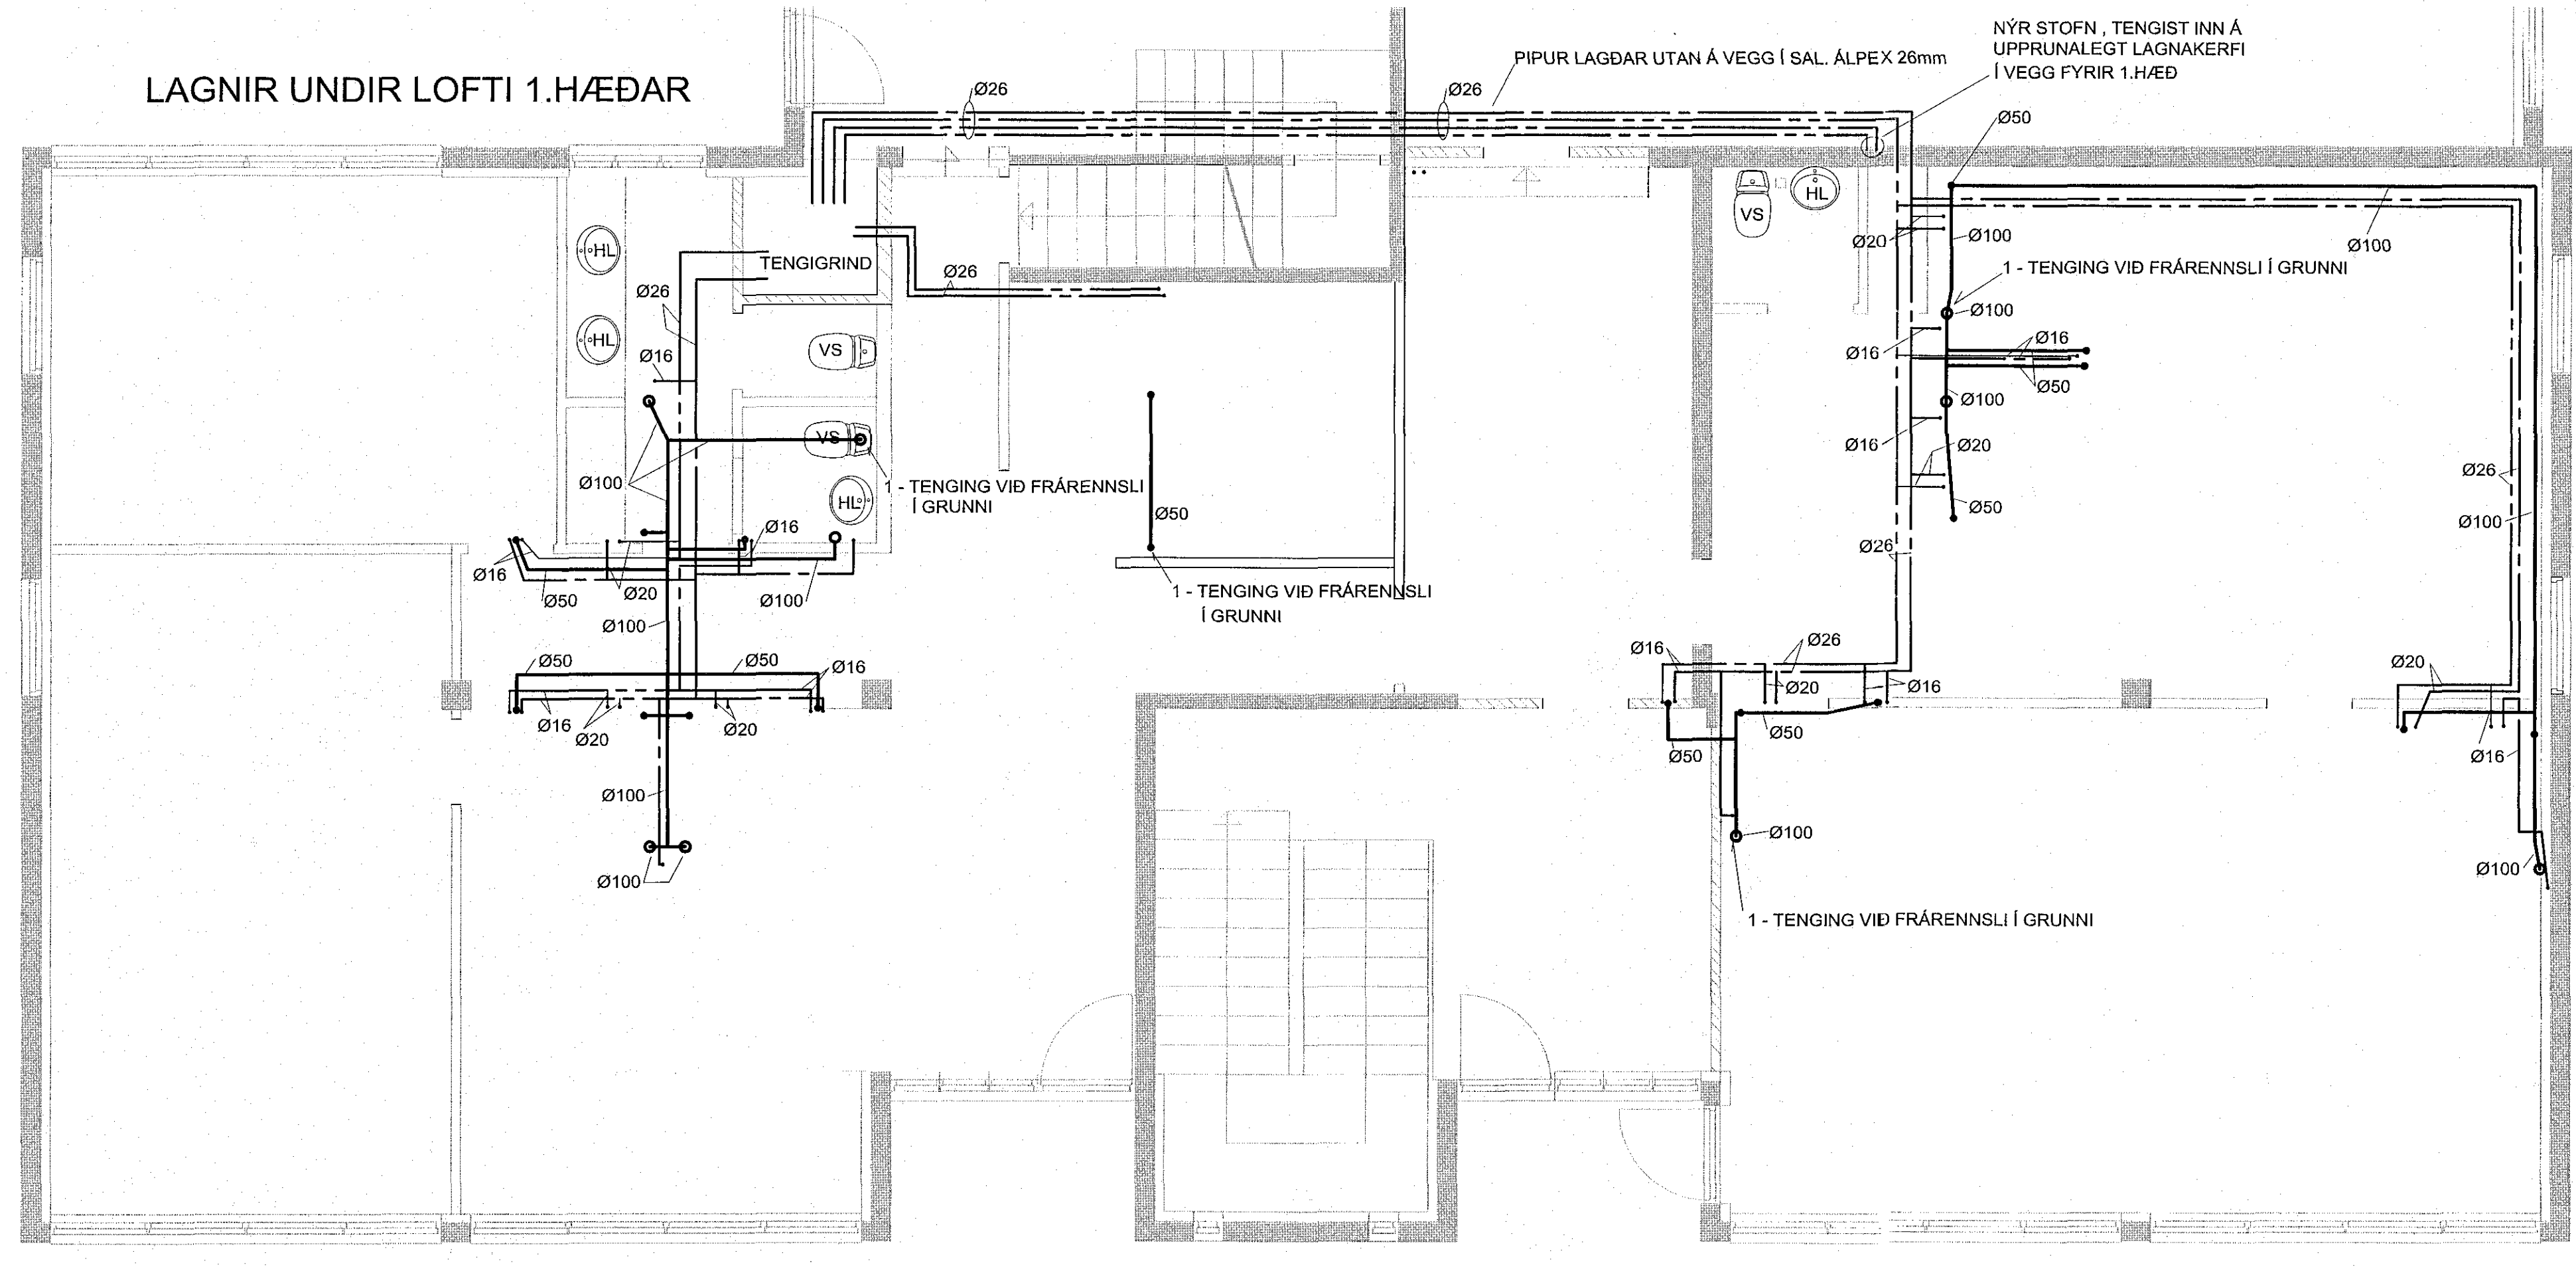 LAGNIR UNDIR LOFTI 1.HÆÐAR
NÝR STOFN , TENGIST INN Á
UPPRUNALEGT LAGNAKERFI
Í VEGG FYRIR 1.HÆÐ
PIPUR LAGÐAR UTAN Á VEGG Í SAL. ÁLPEX 26mm
Ø26
Ø26
Ø50
VS
HL
Ø20
Ø100
Ø100
1 - TENGING VIÐ FRÁRENNSLI Í GRUNNI
Ø100
HL
TENGIGRIND
Ø26
Ø26
HL
VS
Ø16
Ø16
Ø16
Ø50
Ø100
Ø16
Ø20
VS
Ø100
1 - TENGING VIÐ FRÁRENNSLI
Í GRUNNI
HL
Ø50
Ø50
Ø26
Ø100
Ø16
Ø26
Ø16
Ø50
Ø20
Ø100
1 - TENGING VIÐ FRÁRENNSLI
Í GRUNNI
Ø100
Ø50
Ø50
Ø16
Ø16
Ø20
Ø20
Ø16
Ø26
Ø20
Ø16
Ø50
Ø50
Ø20
Ø16
Ø100
Ø100
Ø100
Ø100
1 - TENGING VIÐ FRÁRENNSLI Í GRUNNI